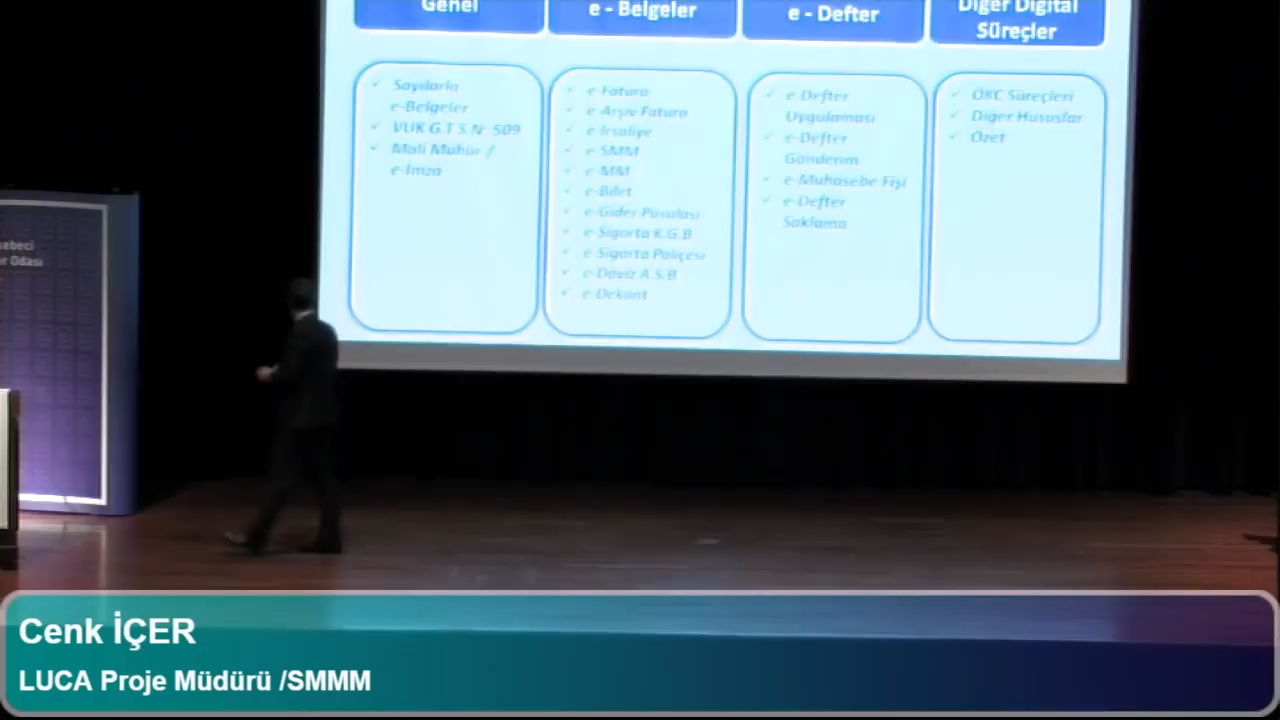 Genel
e - Belgeler
e - Defter
Diğer Digital
Süreçler
Sayılarla
e-Belgeler
VUK G.T S.N: 509
Mali Mühür /
e-İmza
e-Fatura
e-Arşiv Fatura
e-İrsaliye
e-SMM
e-MM
e-Bilet
e-Gider Pusulası
e-Sigorta K.G.B
e-Sigorta Poliçesi
e-Döviz A.S.B
e-Dekont
e-Defter
Uygulaması
e-Defter
Gönderim
e-Muhasebe Fişi
e-Defter
Saklama
ÖKC Süreçleri
Diğer Hususlar
Özet
Odası
Cenk İÇER
LUCA Proje Müdürü /SMMM